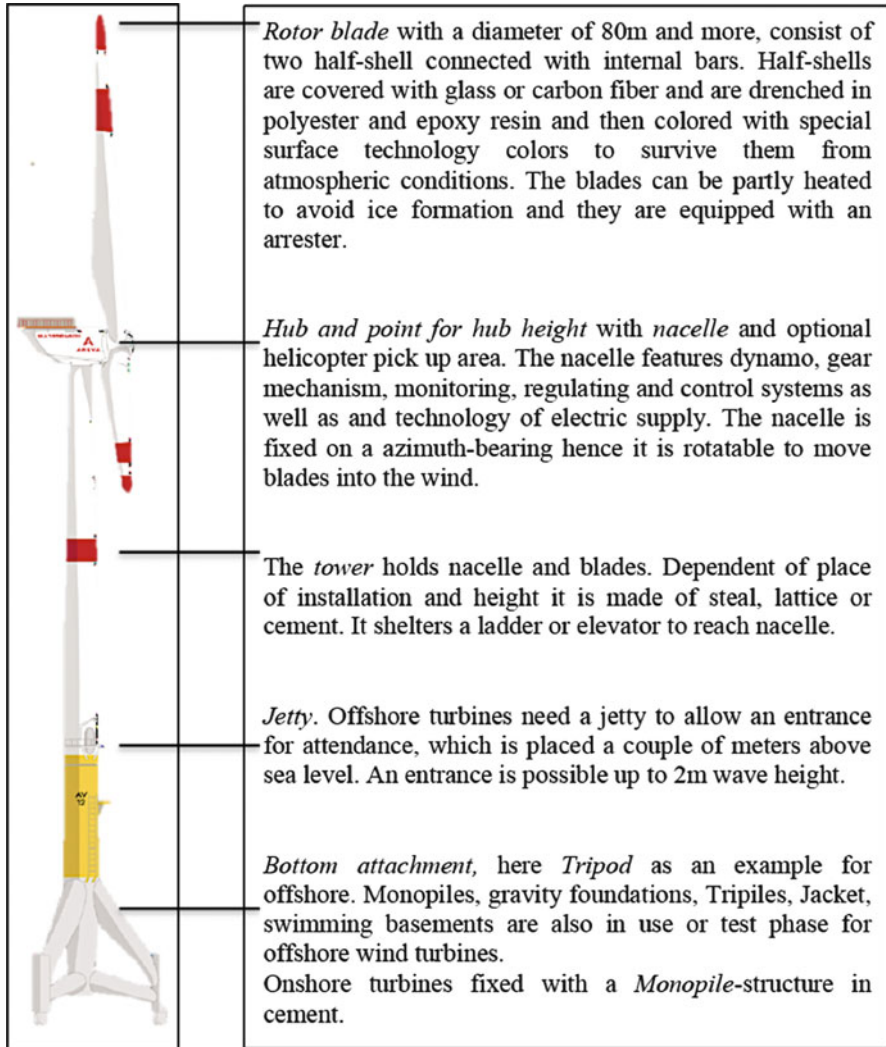 Rotor blade with a diameter of 80m and more, consist of
two half-shell connected with internal bars. Half-shells
are covered with glass or carbon fiber and are drenched in
polyester and epoxy resin and then colored with special
surface technology colors to survive them from
atmospheric conditions. The blades can be partly heated
to avoid ice formation and they are equipped with an
arrester.
Hub and point for hub height with nacelle and optional
helicopter pick up area. The nacelle features dynamo, gear
mechanism, monitoring, regulating and control systems as
well as and technology of electric supply. The nacelle is
fixed on a azimuth-bearing hence it is rotatable to move
blades into the wind.
A
AREVA
The tower holds nacelle and blades. Dependent of place
of installation and height it is made of steal, lattice or
cement. It shelters a ladder or elevator to reach nacelle.
Jetty. Offshore turbines need a jetty to allow an entrance
for attendance, which is placed a couple of meters above
sea level. An entrance is possible up to 2m wave height.
AV
12
Bottom attachment, here Tripod as an example for
offshore. Monopiles, gravity foundations, Tripiles, Jacket,
swimming basements are also in use or test phase for
offshore wind turbines.
Onshore turbines fixed with a Monopile-structure in
cement.